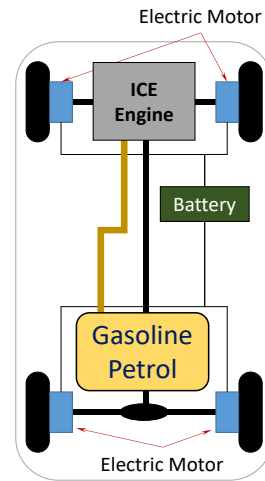 Electric Motor
ICE
Engine
Battery
Gasoline
Petrol
Electric Motor